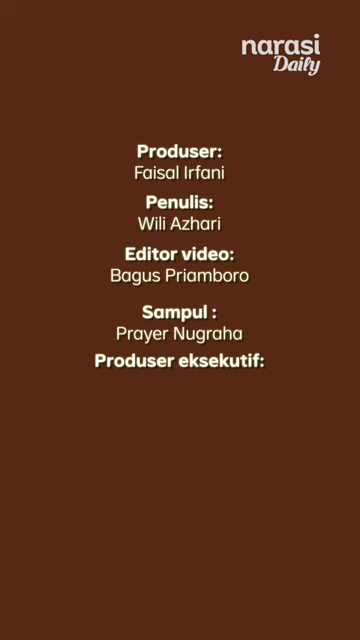 narasi
Daily
Produser:
Faisal Irfani
Penulis:
Wili Azhari
Editor video:
Bagus Priamboro
Sampul :
Prayer Nugraha
Produser eksekutif: